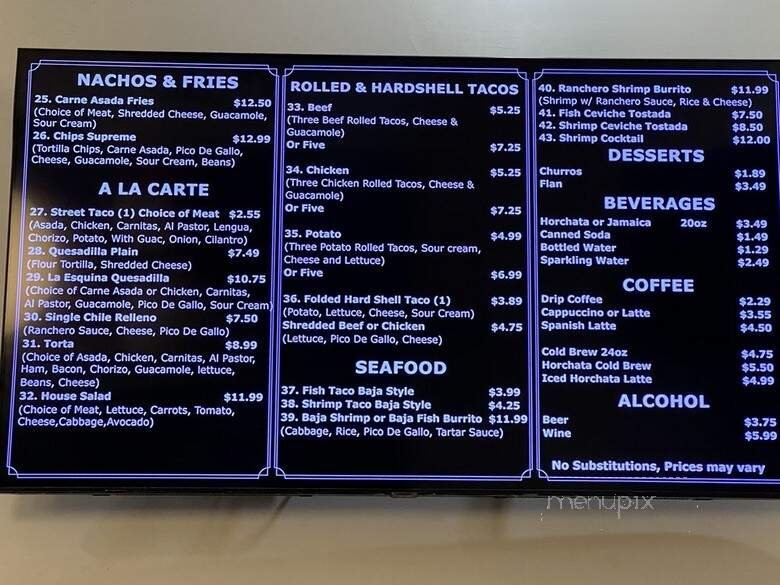 NACHOS & FRIES
25. Carne Asada Fries $12.50
(Choice of Meat, Shredded Cheese, Guacamole,
Sour Cream)
26. Chips Supreme $12.99
(Tortilla Chips, Carne Asada, Pico De Gallo,
Cheese, Guacamole, Sour Cream, Beans)
A LA CARTE
27. Street Taco (1) Choice of Meat $2.55
(Asada, Chicken, Carnitas, Al Pastor, Lengua,
Chorizo, Potato, With Guac, Onion, Cilantro)
28. Quesadilla Plain $7.49
(Flour Tortilla, Shredded Cheese)
29. La Esquina Quesadilla $10.75
(Choice of Carne Asada or Chicken, Carnitas,
Al Pastor, Guacamole, Pico De Gallo, Sour Cream)
30. Single Chile Relleno $7.50
(Ranchero Sauce, Cheese, Pico De Gallo)
31. Torta $8.99
(Choice of Asada, Chicken, Carnitas, Al Pastor,
Ham, Bacon, Chorizo, Guacamole, lettuce,
Beans, Cheese)
32. House Salad $11.99
(Choice of Meat, Lettuce, Carrots, Tomato,
Cheese,Cabbage,Avocado)
ROLLED & HARDSHELL TACOS
33. Beef $5.25
(Three Beef Rolled Tacos, Cheese &
Guacamole)
Or Five $7.25
34. Chicken $5.25
(Three Chicken Rolled Tacos, Cheese &
Guacamole)
Or Five $7.25
35. Potato $4.99
(Three Potato Rolled Tacos, Sour cream,
Cheese and Lettuce)
Or Five $6.99
36. Folded Hard Shell Taco (1) $3.89
(Potato, Lettuce, Cheese, Sour Cream)
Shredded Beef or Chicken $4.75
(Lettuce, Pico De Gallo, Cheese)
SEAFOOD
37. Fish Taco Baja Style $3.99
38. Shrimp Taco Baja Style $4.25
39. Baja Shrimp or Baja Fish Burrito $11.99
(Cabbage, Rice, Pico De Gallo, Tartar Sauce)
40. Ranchero Shrimp Burrito $11.99
(Shrimp w/ Ranchero Sauce, Rice & Cheese)
41. Fish Ceviche Tostada $7.50
42. Shrimp Ceviche Tostada $8.50
43. Shrimp Cocktail $12.00
DESSERTS
Churros $1.89
Flan $3.49
BEVERAGES
Horchata or Jamaica 20oz $3.49
Canned Soda $1.49
Bottled Water $1.29
Sparkling Water $2.49
COFFEE
Drip Coffee $2.29
Cappuccino or Latte $3.55
Spanish Latte $4.50
Cold Brew 24oz $4.75
Horchata Cold Brew $5.50
Iced Horchata Latte $4.99
ALCOHOL
Beer $3.75
Wine $5.99
No Substitutions, Prices may vary
menupix